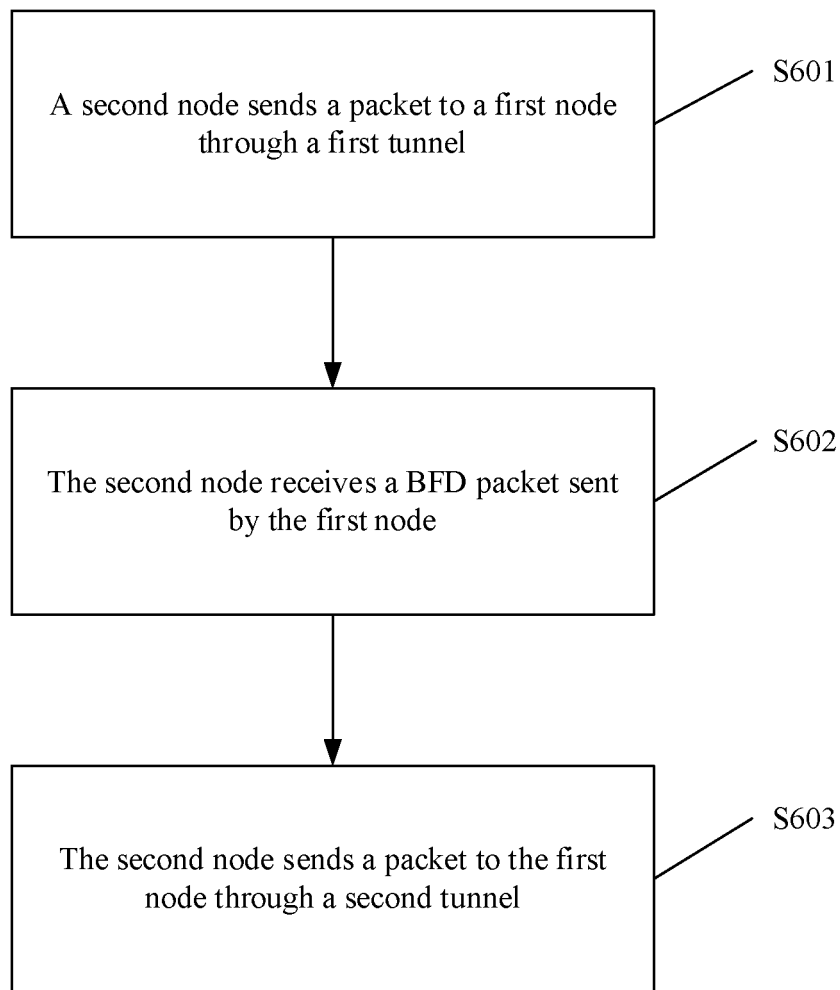 A second node sends a packet to a first node
through a first tunnel
S601
The second node receives a BFD packet sent
by the first node
S602
The second node sends a packet to the first
node through a second tunnel
S603